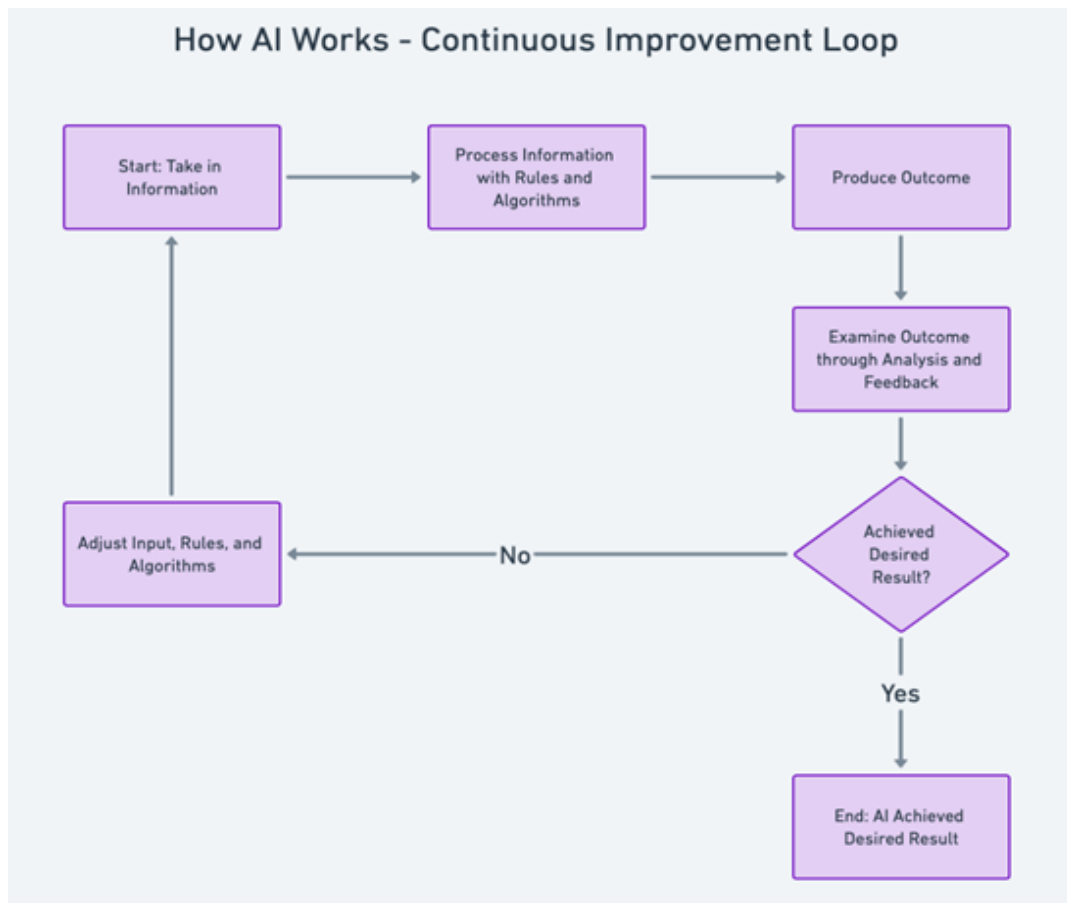 How AI Works - Continuous Improvement Loop
Start: Take in
Information
Process Information
with Rules and
Algorithms
Produce Outcome
Examine Outcome
through Analysis and
Feedback
Achieved
Desired
Result?
No
Adjust Input, Rules, and
Algorithms
Yes
End: AI Achieved
Desired Result